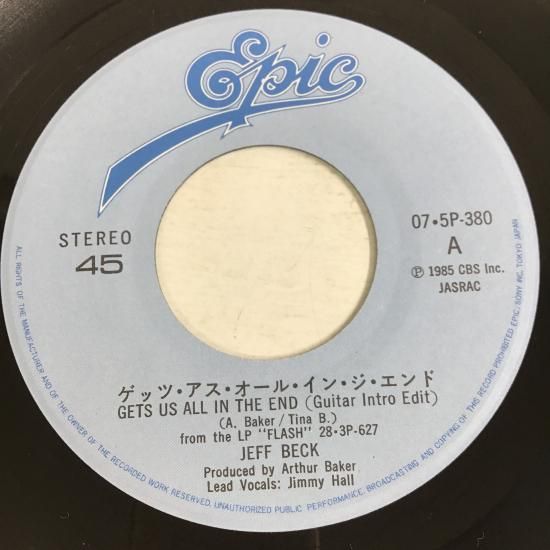 Epic
STEREO
45
07・5P-380
A
Ⓟ 1985 CBS Inc.
JASRAC
ゲッツ・アス・オール・イン・ジ・エンド
GETS US ALL IN THE END (Guitar Intro Edit)
(A. Baker/Tina B.)
from the LP "FLASH" 28・3P-627
JEFF BECK
Produced by Arthur Baker
Lead Vocals: Jimmy Hall
ALL RIGHTS OF THE MANUFACTURER AND OF THE OWNER OF THE RECORDED WORK RESERVED. UNAUTHORIZED PUBLIC PERFORMANCE, BROADCASTING AND COPYING OF THIS RECORD PROHIBITED. EPIC/SONY INC. TOKYO JAPAN